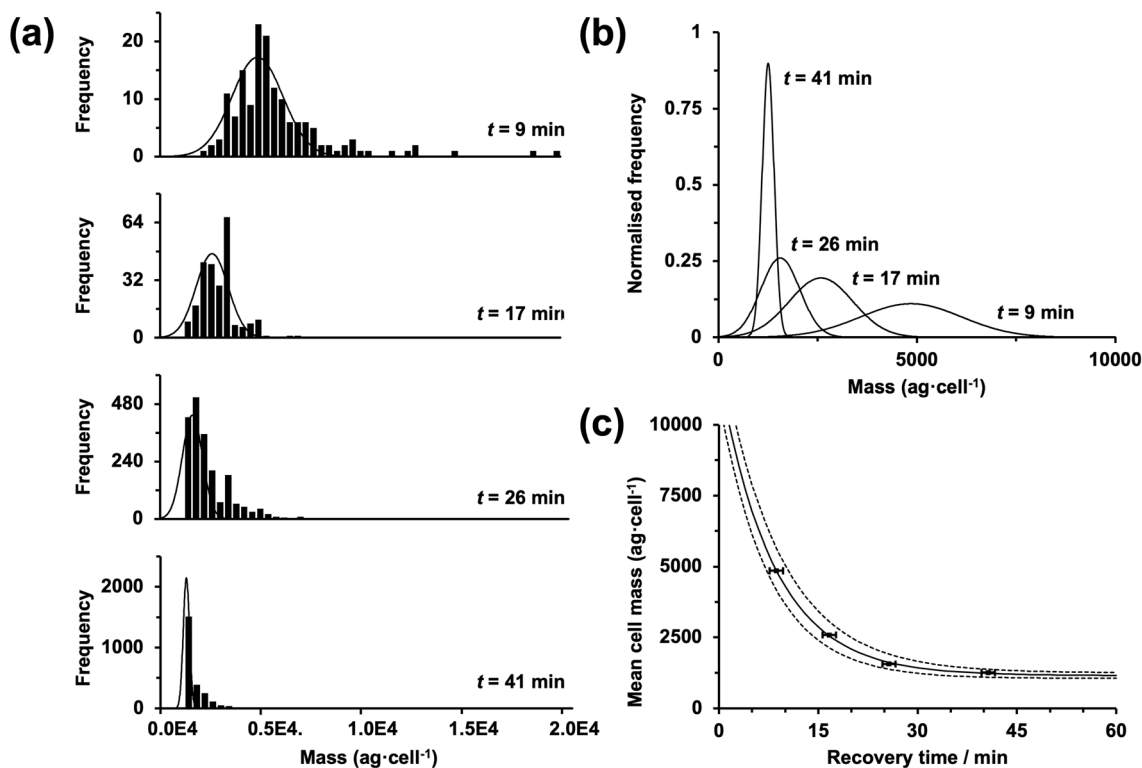 (a)
Frequency
20
10
0
t = 9 min
Frequency
64
32
0
t = 17 min
Frequency
480
240
0
t = 26 min
Frequency
2000
1000
0
t = 41 min
0.0E4 0.5E4. 1.0E4 1.5E4 2.0E4
Mass (ag·cell⁻¹)
(b)
Normalised frequency
1
0.75
0.5
0.25
0
t = 41 min
t = 26 min
t = 17 min
t = 9 min
0 5000 10000
Mass (ag·cell⁻¹)
(c)
Mean cell mass (ag·cell⁻¹)
10000
7500
5000
2500
0
0 15 30 45 60
Recovery time / min